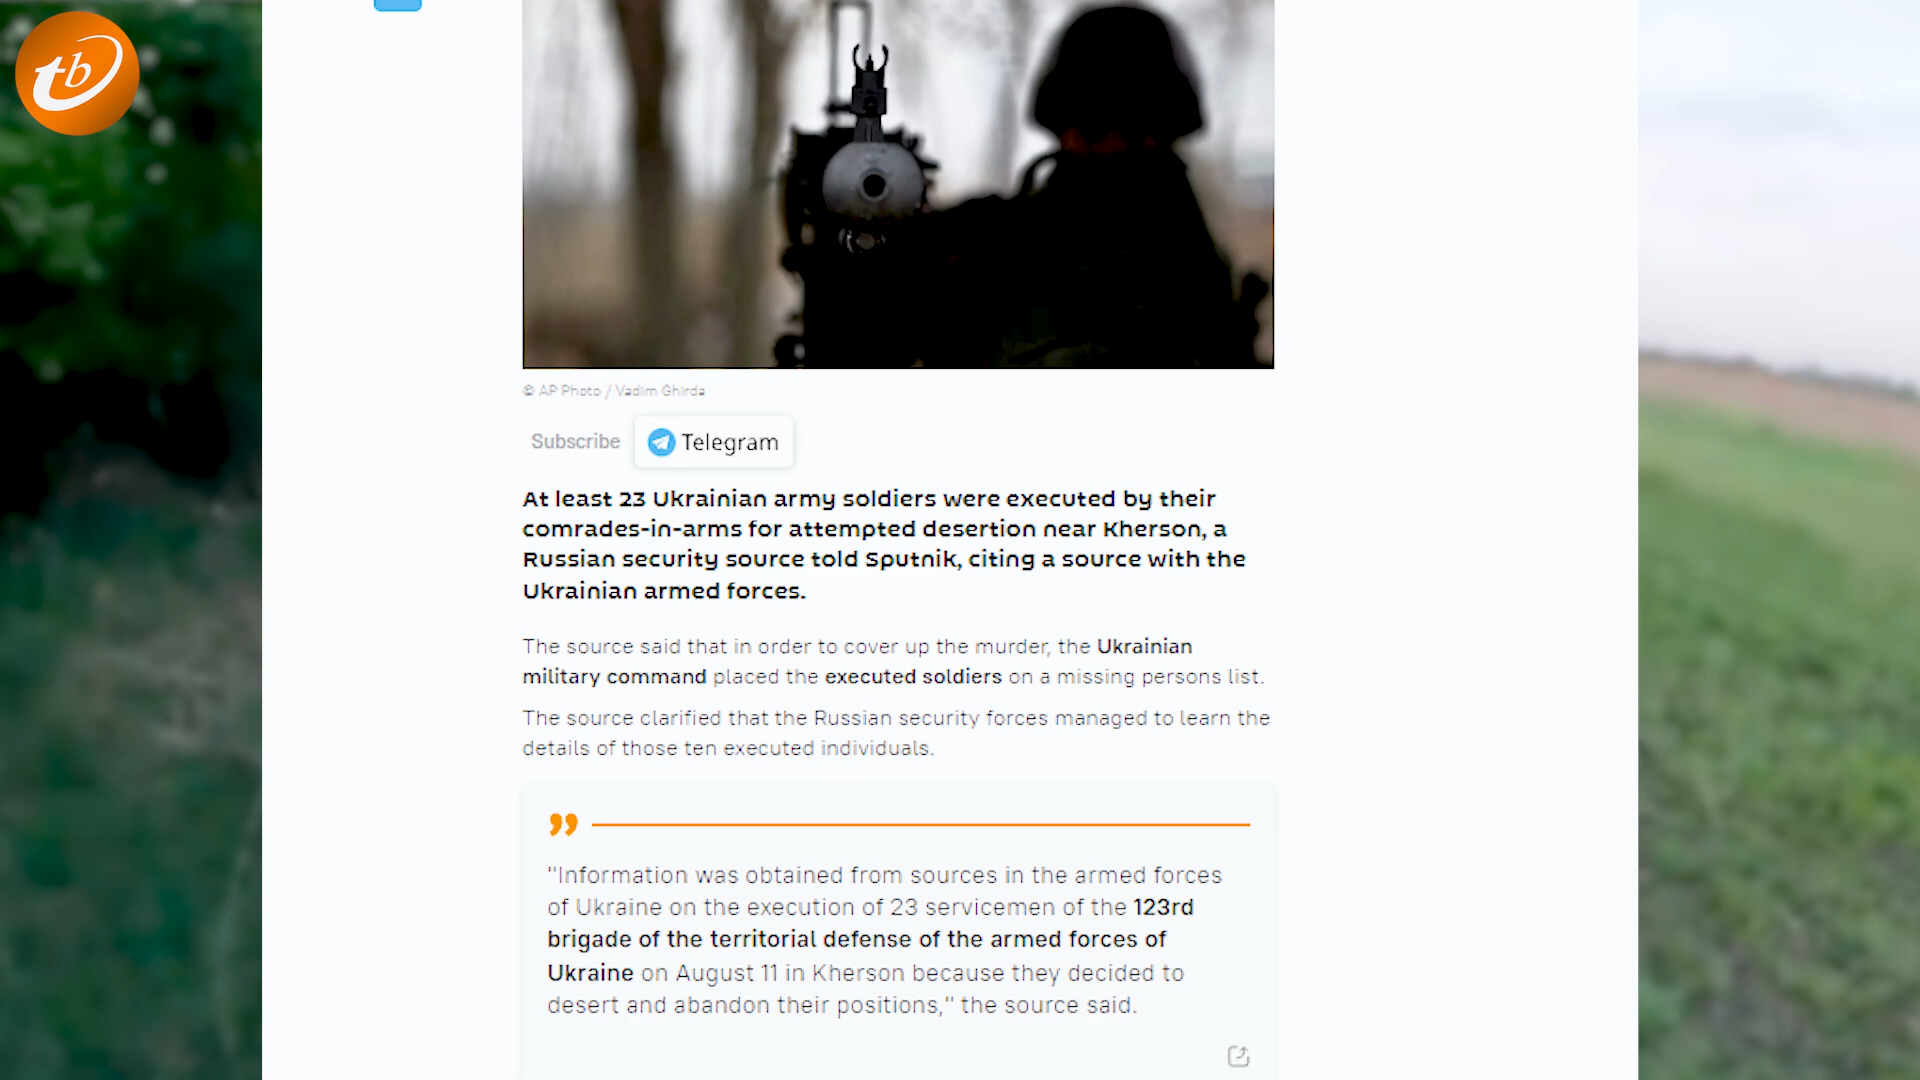 tb
© AP Photo / Vadim Ghirda
Subscribe
Telegram
At least 23 Ukrainian army soldiers were executed by their
comrades-in-arms for attempted desertion near Kherson, a
Russian security source told Sputnik, citing a source with the
Ukrainian armed forces.
The source said that in order to cover up the murder, the Ukrainian
military command placed the executed soldiers on a missing persons list.
The source clarified that the Russian security forces managed to learn the
details of those ten executed individuals.
"Information was obtained from sources in the armed forces
of Ukraine on the execution of 23 servicemen of the 123rd
brigade of the territorial defense of the armed forces of
Ukraine on August 11 in Kherson because they decided to
desert and abandon their positions," the source said.